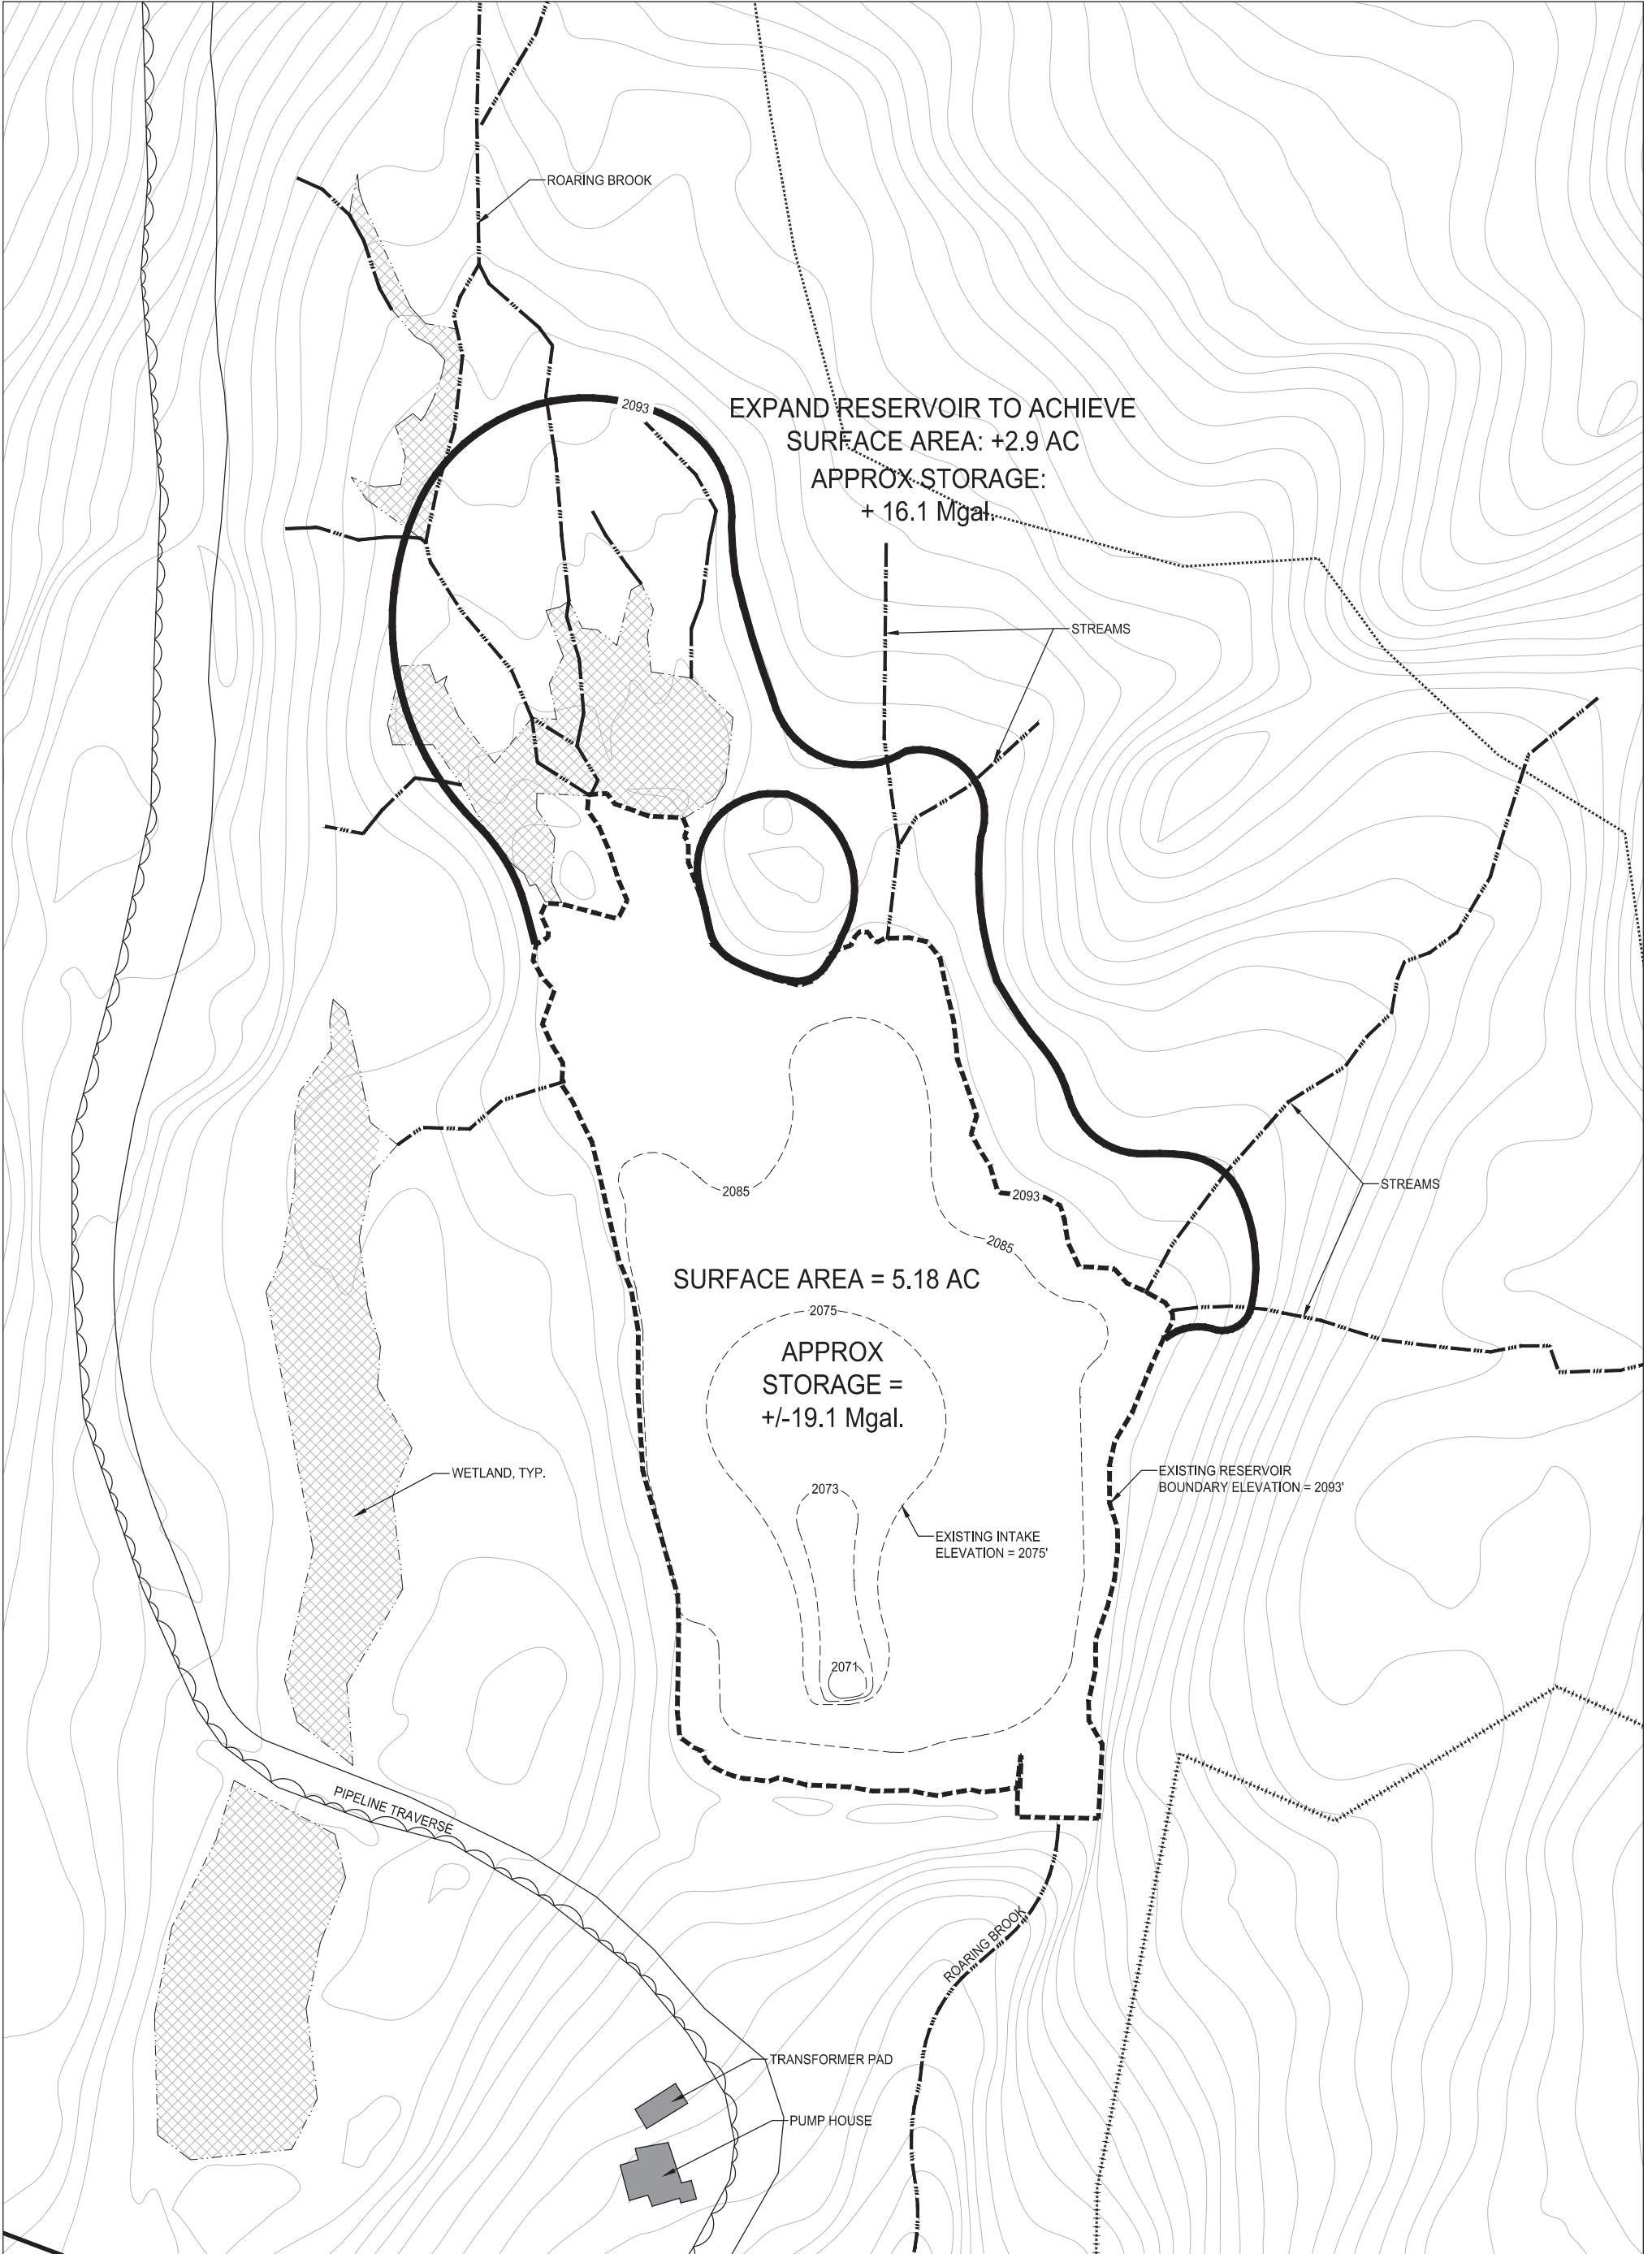 ROARING BROOK
2093
EXPAND RESERVOIR TO ACHIEVE
SURFACE AREA: +2.9 AC
APPROX STORAGE:
+ 16.1 Mgal.
STREAMS
STREAMS
2085
2093
2085
SURFACE AREA = 5.18 AC
2075
APPROX
STORAGE =
+/-19.1 Mgal.
WETLAND, TYP.
2073
EXISTING RESERVOIR
BOUNDARY ELEVATION = 2093'
EXISTING INTAKE
ELEVATION = 2075'
2071
PIPELINE TRAVERSE
ROARING BROOK
TRANSFORMER PAD
PUMP HOUSE